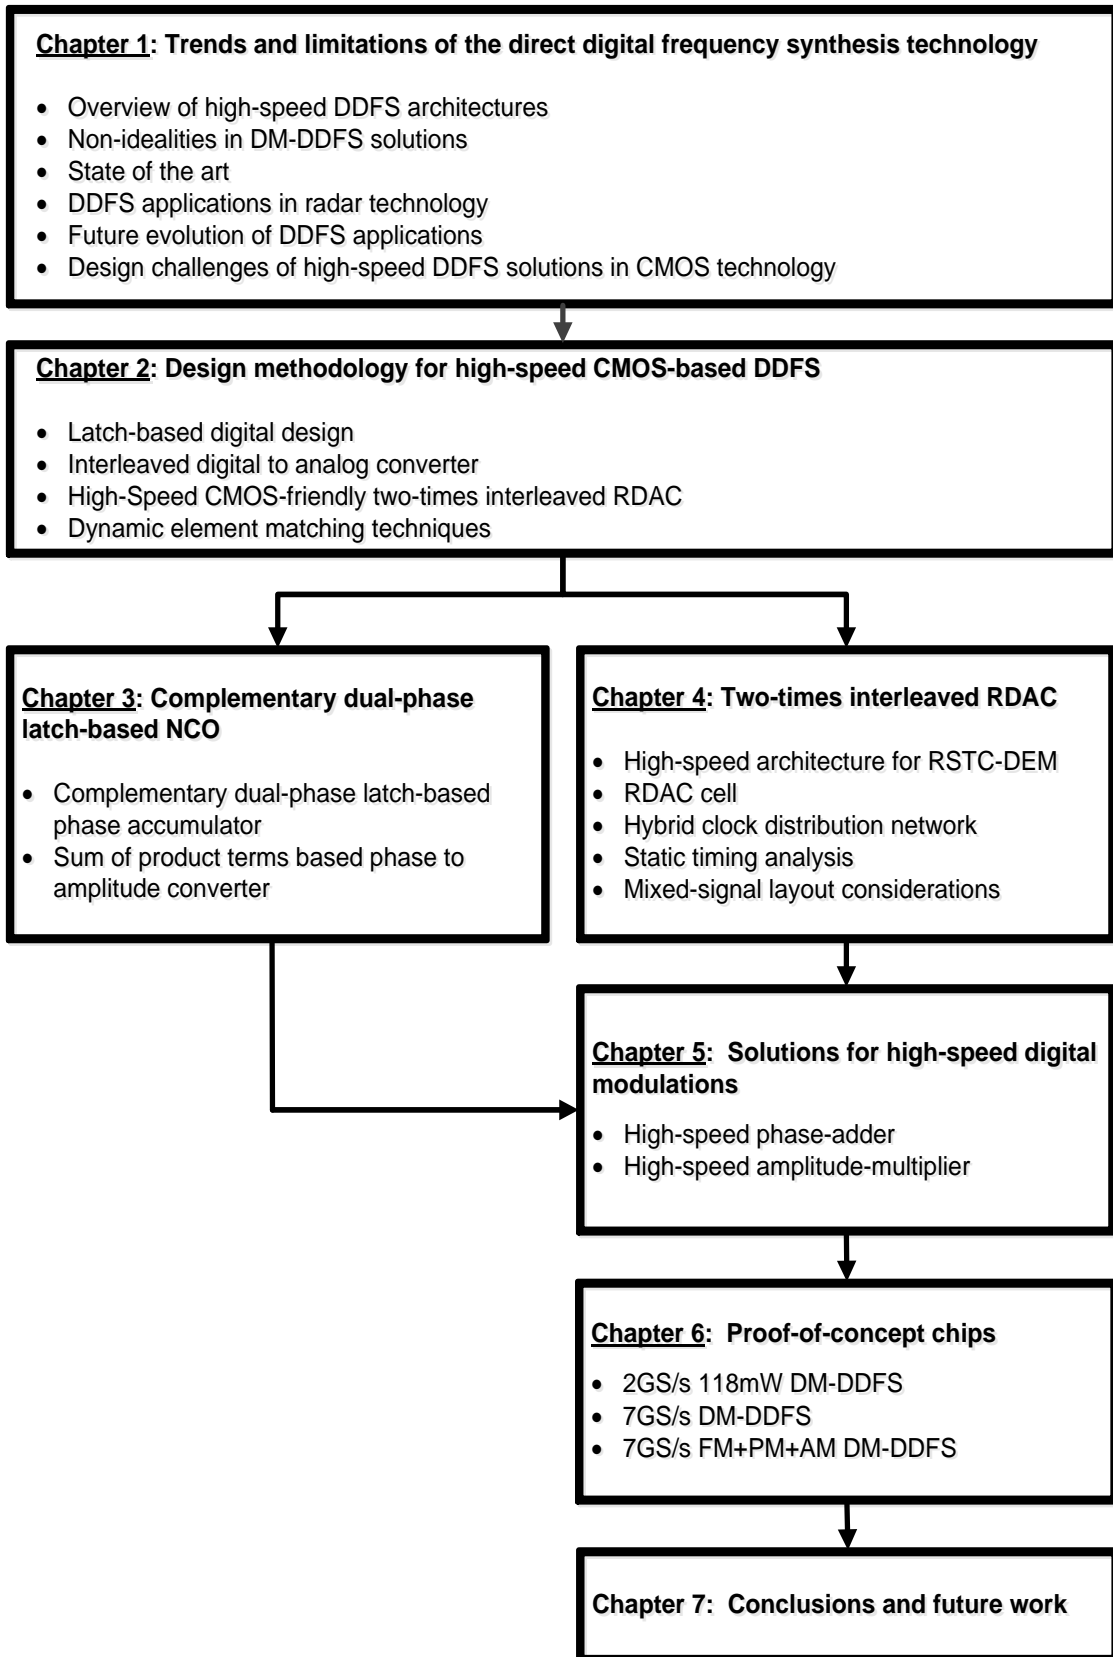 Chapter 1: Trends and limitations of the direct digital frequency synthesis technology
• Overview of high-speed DDFS architectures
• Non-idealities in DM-DDFS solutions
• State of the art
• DDFS applications in radar technology
• Future evolution of DDFS applications
• Design challenges of high-speed DDFS solutions in CMOS technology
Chapter 2: Design methodology for high-speed CMOS-based DDFS
• Latch-based digital design
• Interleaved digital to analog converter
• High-Speed CMOS-friendly two-times interleaved RDAC
• Dynamic element matching techniques
Chapter 3: Complementary dual-phase
latch-based NCO
• Complementary dual-phase latch-based
phase accumulator
• Sum of product terms based phase to
amplitude converter
Chapter 4: Two-times interleaved RDAC
• High-speed architecture for RSTC-DEM
• RDAC cell
• Hybrid clock distribution network
• Static timing analysis
• Mixed-signal layout considerations
Chapter 5: Solutions for high-speed digital
modulations
• High-speed phase-adder
• High-speed amplitude-multiplier
Chapter 6: Proof-of-concept chips
• 2GS/s 118mW DM-DDFS
• 7GS/s DM-DDFS
• 7GS/s FM+PM+AM DM-DDFS
Chapter 7: Conclusions and future work